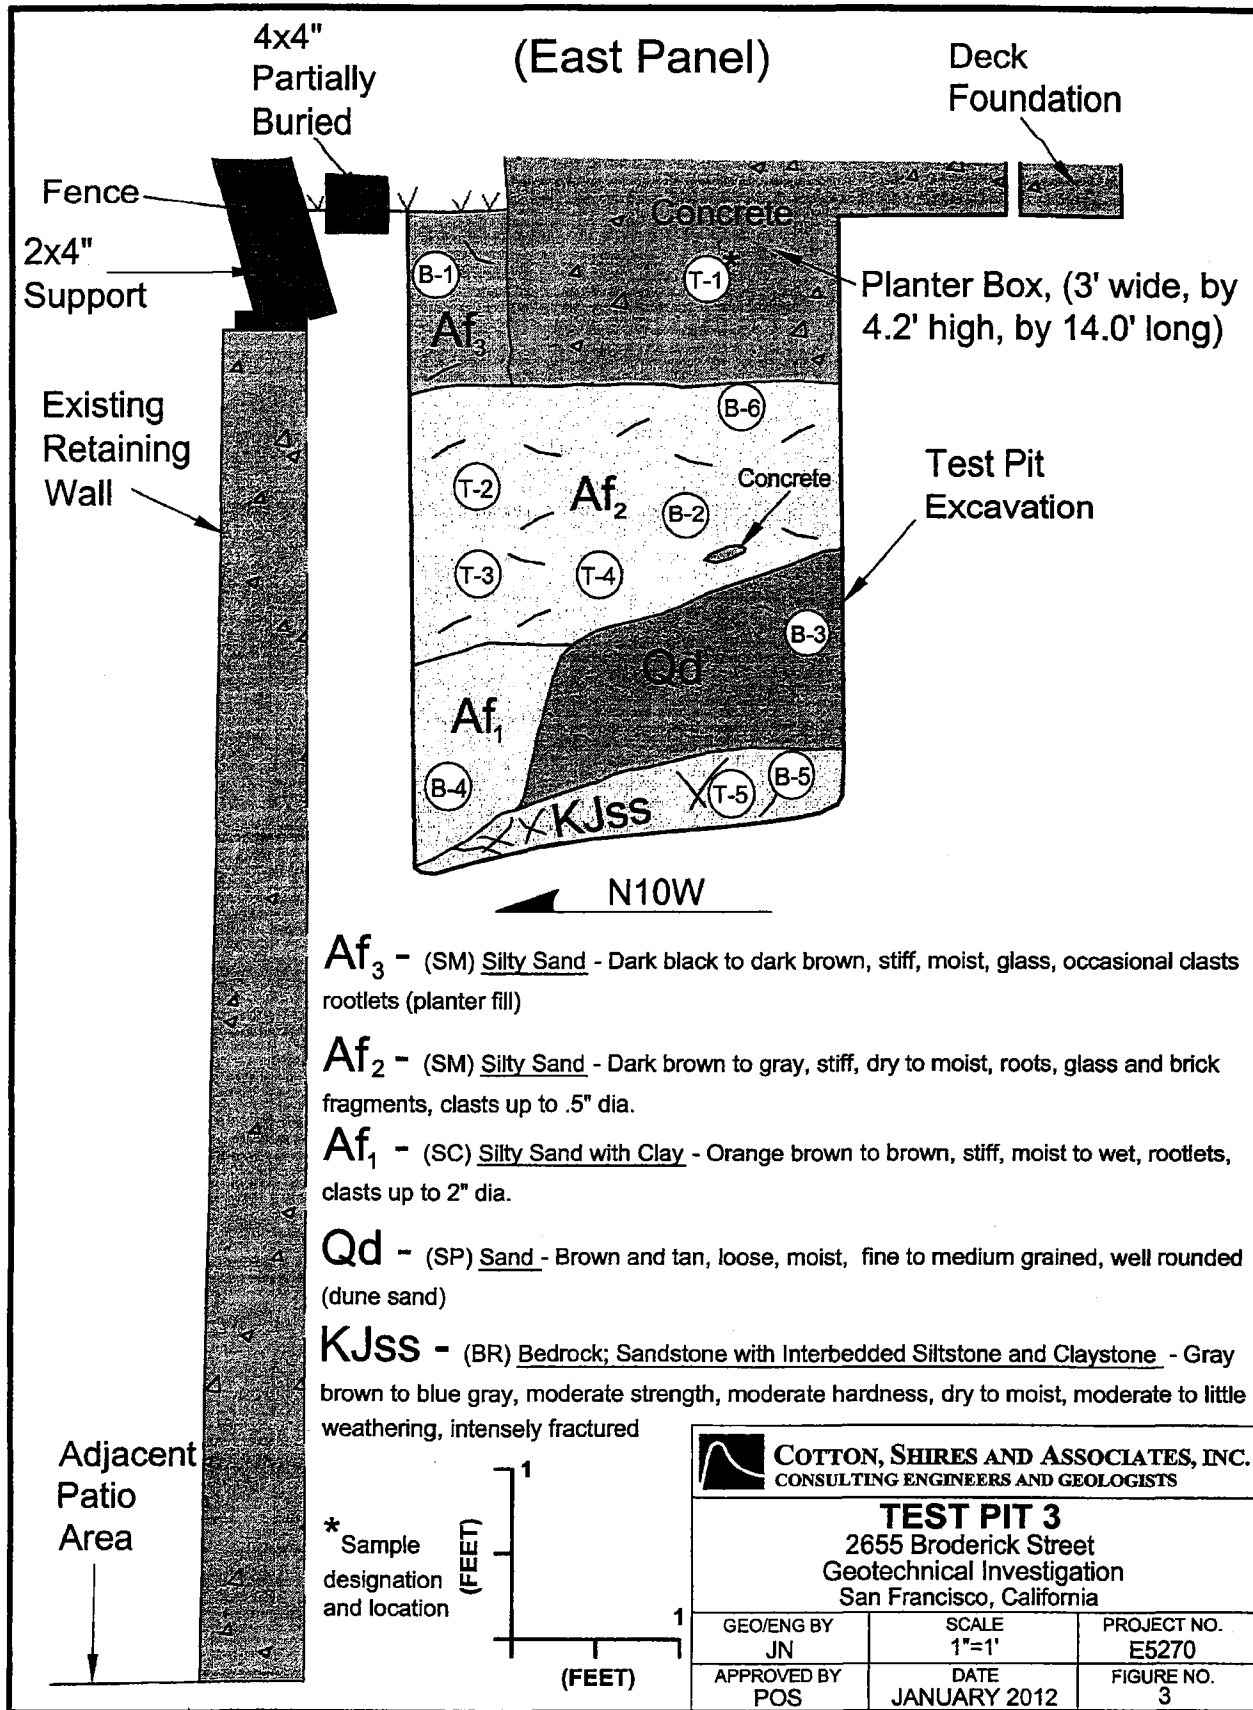 4x4"
Partially
Buried
(East Panel)
Deck
Foundation
Fence
2x4"
Support
Concrete
B-1
T-1*
Af3
Planter Box, (3' wide, by
4.2' high, by 14.0' long)
Existing
Retaining
Wall
B-6
T-2
Af2
B-2
Concrete
Test Pit
Excavation
T-3
T-4
B-3
Qd
Af1
B-4
T-5
B-5
KJss
N10W
Af3 - (SM) Silty Sand - Dark black to dark brown, stiff, moist, glass, occasional clasts
rootlets (planter fill)
Af2 - (SM) Silty Sand - Dark brown to gray, stiff, dry to moist, roots, glass and brick
fragments, clasts up to .5" dia.
Af1 - (SC) Silty Sand with Clay - Orange brown to brown, stiff, moist to wet, rootlets,
clasts up to 2" dia.
Qd - (SP) Sand - Brown and tan, loose, moist, fine to medium grained, well rounded
(dune sand)
KJss - (BR) Bedrock; Sandstone with Interbedded Siltstone and Claystone - Gray
brown to blue gray, moderate strength, moderate hardness, dry to moist, moderate to little
weathering, intensely fractured
Adjacent
Patio
Area
*Sample
designation
and location
1
(FEET)
1
(FEET)
COTTON, SHIRES AND ASSOCIATES, INC.
CONSULTING ENGINEERS AND GEOLOGISTS
TEST PIT 3
2655 Broderick Street
Geotechnical Investigation
San Francisco, California
GEO/ENG BY
JN
SCALE
1"=1'
PROJECT NO.
E5270
APPROVED BY
POS
DATE
JANUARY 2012
FIGURE NO.
3